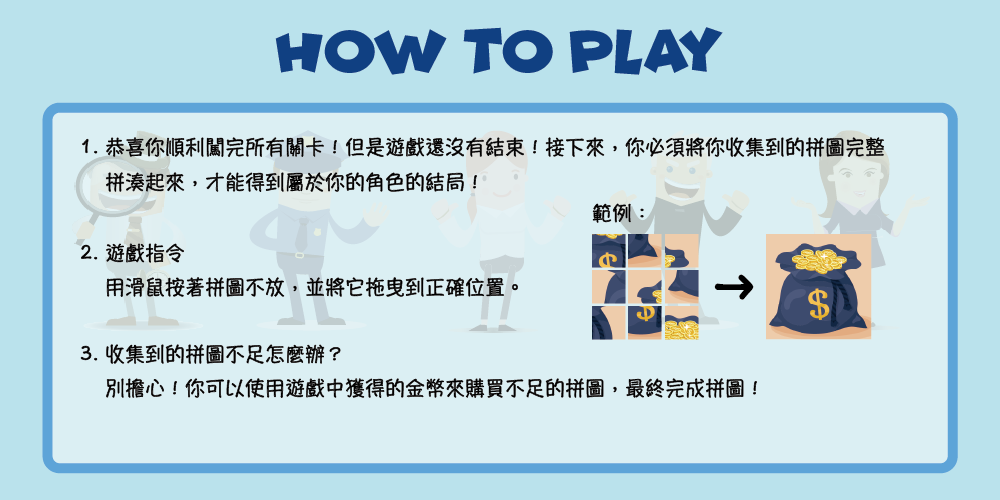 HOW TO PLAY
1. 恭喜你順利闖完所有關卡！但是遊戲還沒有結束！接下來，你必須將你收集到的拼圖完整
拼湊起來，才能得到屬於你的角色的結局！
範例：
2. 遊戲指令
用滑鼠按著拼圖不放，並將它拖曳到正確位置。
$
$
$
3. 收集到的拼圖不足怎麼辦？
別擔心！你可以使用遊戲中獲得的金幣來購買不足的拼圖，最終完成拼圖！